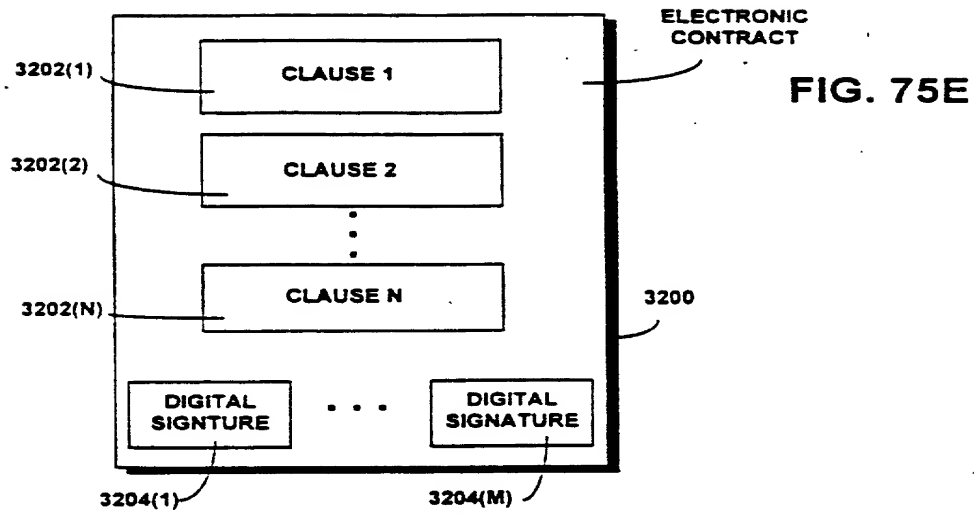 ELECTRONIC
CONTRACT
FIG. 75E
3202(1)
CLAUSE 1
3202(2)
CLAUSE 2
3202(N)
CLAUSE N
3200
DIGITAL
SIGNTURE
DIGITAL
SIGNATURE
3204(1)
3204(M)